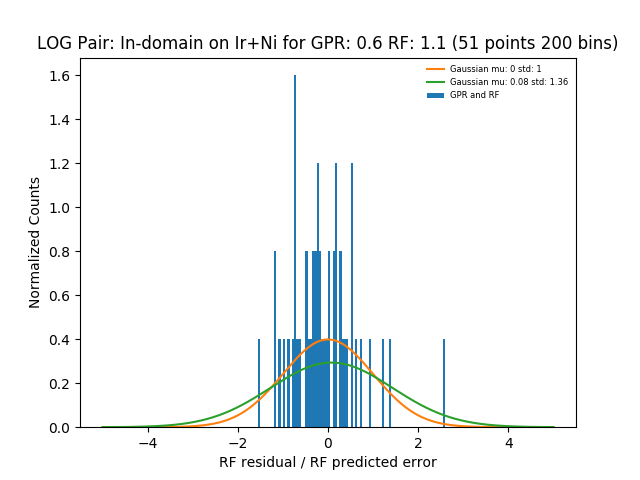 LOG Pair: In-domain on Ir+Ni for GPR: 0.6 RF: 1.1 (51 points 200 bins)
Gaussian mu: 0 std: 1
Gaussian mu: 0.08 std: 1.36
GPR and RF
1.6
1.4
1.2
1.0
0.8
0.6
0.4
0.2
0.0
Normalized Counts
−4
−2
0
2
4
RF residual / RF predicted error